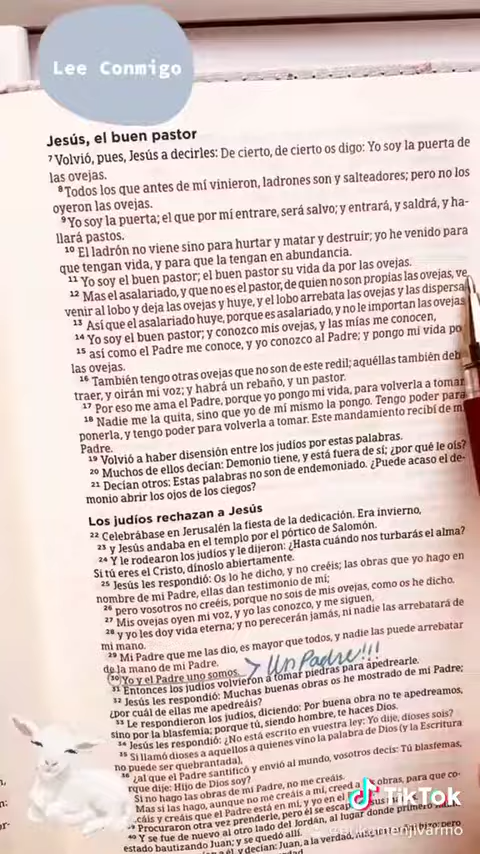 Lee Conmigo
Jesús, el buen pastor
7 Volvió, pues, Jesús a decirles: De cierto, de cierto os digo: Yo soy la puerta de
las ovejas.
8 Todos los que antes de mí vinieron, ladrones son y salteadores; pero no los
oyeron las ovejas.
9 Yo soy la puerta; el que por mí entrare, será salvo; y entrará, y saldrá, y ha-
llará pastos.
10 El ladrón no viene sino para hurtar y matar y destruir; yo he venido para
que tengan vida, y para que la tengan en abundancia.
11 Yo soy el buen pastor; el buen pastor su vida da por las ovejas.
12 Mas el asalariado, y que no es el pastor, de quien no son propias las ovejas, ve
venir al lobo y deja las ovejas y huye, y el lobo arrebata las ovejas y las dispersa
13 Así que el asalariado huye, porque es asalariado, y no le importan las ovejas
14 Yo soy el buen pastor; y conozco mis ovejas, y las mías me conocen,
15 así como el Padre me conoce, y yo conozco al Padre; y pongo mi vida po
las ovejas.
16 También tengo otras ovejas que no son de este redil; aquéllas también deb
traer, y oirán mi voz; y habrá un rebaño, y un pastor.
17 Por eso me ama el Padre, porque yo pongo mi vida, para volverla a tomar
18 Nadie me la quita, sino que yo de mí mismo la pongo. Tengo poder para
ponerla, y tengo poder para volverla a tomar. Este mandamiento recibí de m
Padre.
19 Volvió a haber disensión entre los judíos por estas palabras.
20 Muchos de ellos decían: Demonio tiene, y está fuera de sí; ¿por qué le oís?
21 Decían otros: Estas palabras no son de endemoniado. ¿Puede acaso el de-
monio abrir los ojos de los ciegos?
Los judíos rechazan a Jesús
22 Celebrábase en Jerusalén la fiesta de la dedicación. Era invierno,
23 y Jesús andaba en el templo por el pórtico de Salomón.
24 Y le rodearon los judíos y le dijeron: ¿Hasta cuándo nos turbarás el alma?
Si tú eres el Cristo, dínoslo abiertamente.
25 Jesús les respondió: Os lo he dicho, y no creéis; las obras que yo hago en
nombre de mi Padre, ellas dan testimonio de mí;
26 pero vosotros no creéis, porque no sois de mis ovejas, como os he dicho.
27 Mis ovejas oyen mi voz, y yo las conozco, y me siguen,
28 y yo les doy vida eterna; y no perecerán jamás, ni nadie las arrebatará de
mi mano.
29 Mi Padre que me las dio, es mayor que todos, y nadie las puede arrebatar
de la mano de mi Padre.
30 Yo y el Padre uno somos. > Un Padre!!!
31 Entonces los judíos volvieron a tomar piedras para apedrearle.
32 Jesús les respondió: Muchas buenas obras os he mostrado de mi Padre;
¿por cuál de ellas me apedreáis?
33 Le respondieron los judíos, diciendo: Por buena obra no te apedreamos,
sino por la blasfemia; porque tú, siendo hombre, te haces Dios.
34 Jesús les respondió: ¿No está escrito en vuestra ley: Yo dije, dioses sois?
35 Si llamó dioses a aquellos a quienes vino la palabra de Dios (y la Escritura
no puede ser quebrantada),
36 ¿al que el Padre santificó y envió al mundo, vosotros decís: Tú blasfemas,
rque dije: Hijo de Dios soy?
Si no hago las obras de mi Padre, no me creáis.
Mas si las hago, aunque no me creáis a mí, creed a obras, para que co-
cáis y creáis que el Padre está en mí, y yo en el
39 Procuraron otra vez prenderle, pero él se escap
40 Y se fue de nuevo al otro lado del Jordán, al lugar donde primero
estado bautizando Juan; y se quedó allí.
decían: Juan, a la verdad,
TikTok